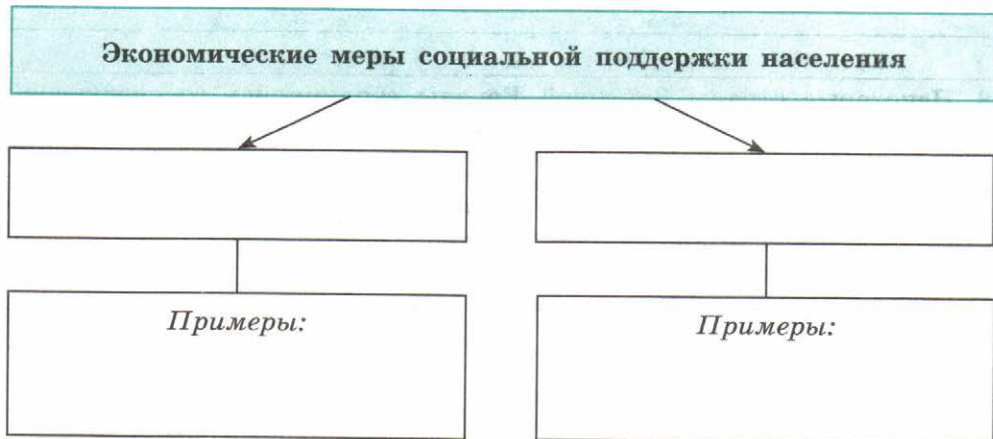 Экономические меры социальной поддержки населения
Примеры:
Примеры: